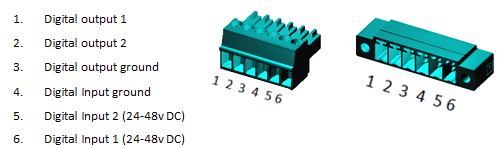 1. Digital output 1
2. Digital output 2
3. Digital output ground
4. Digital Input ground
5. Digital Input 2 (24-48v DC)
6. Digital Input 1 (24-48v DC)
1 2 3 4 5 6
1 2 3 4 5 6